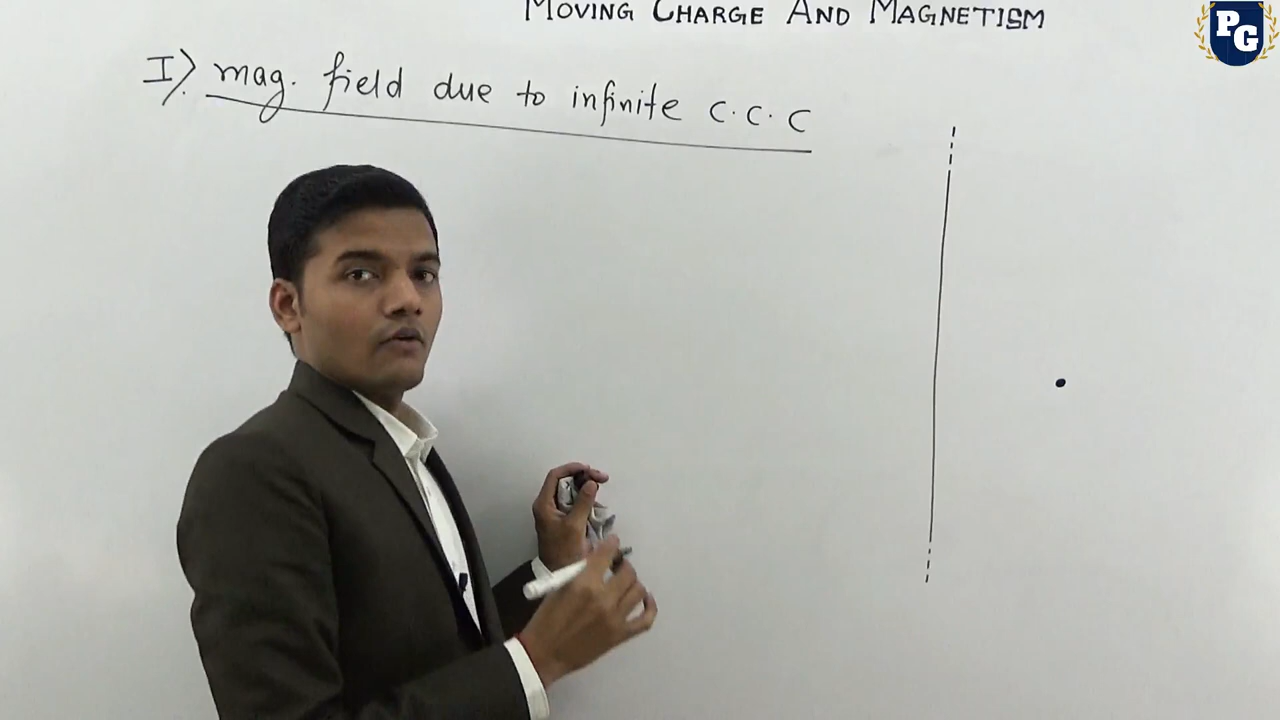 MOVING CHARGE AND MAGNETISM
PG
I). mag. field due to infinite C.C.C